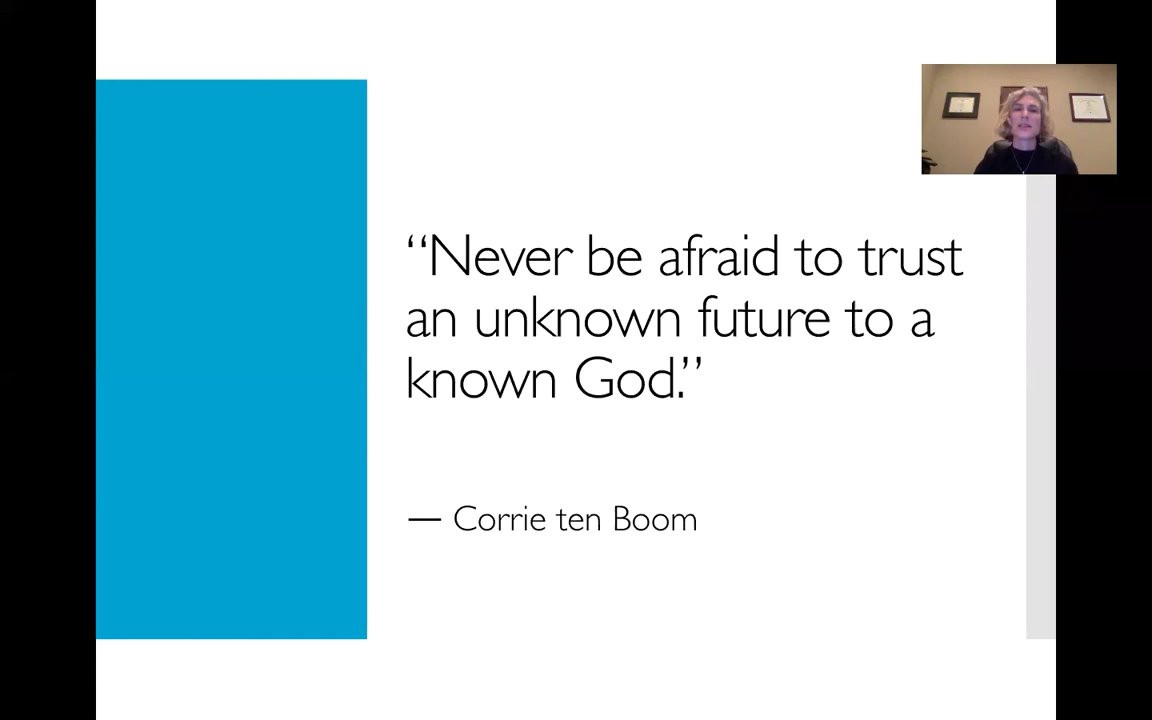 “Never be afraid to trust
an unknown future to a
known God.”
— Corrie ten Boom